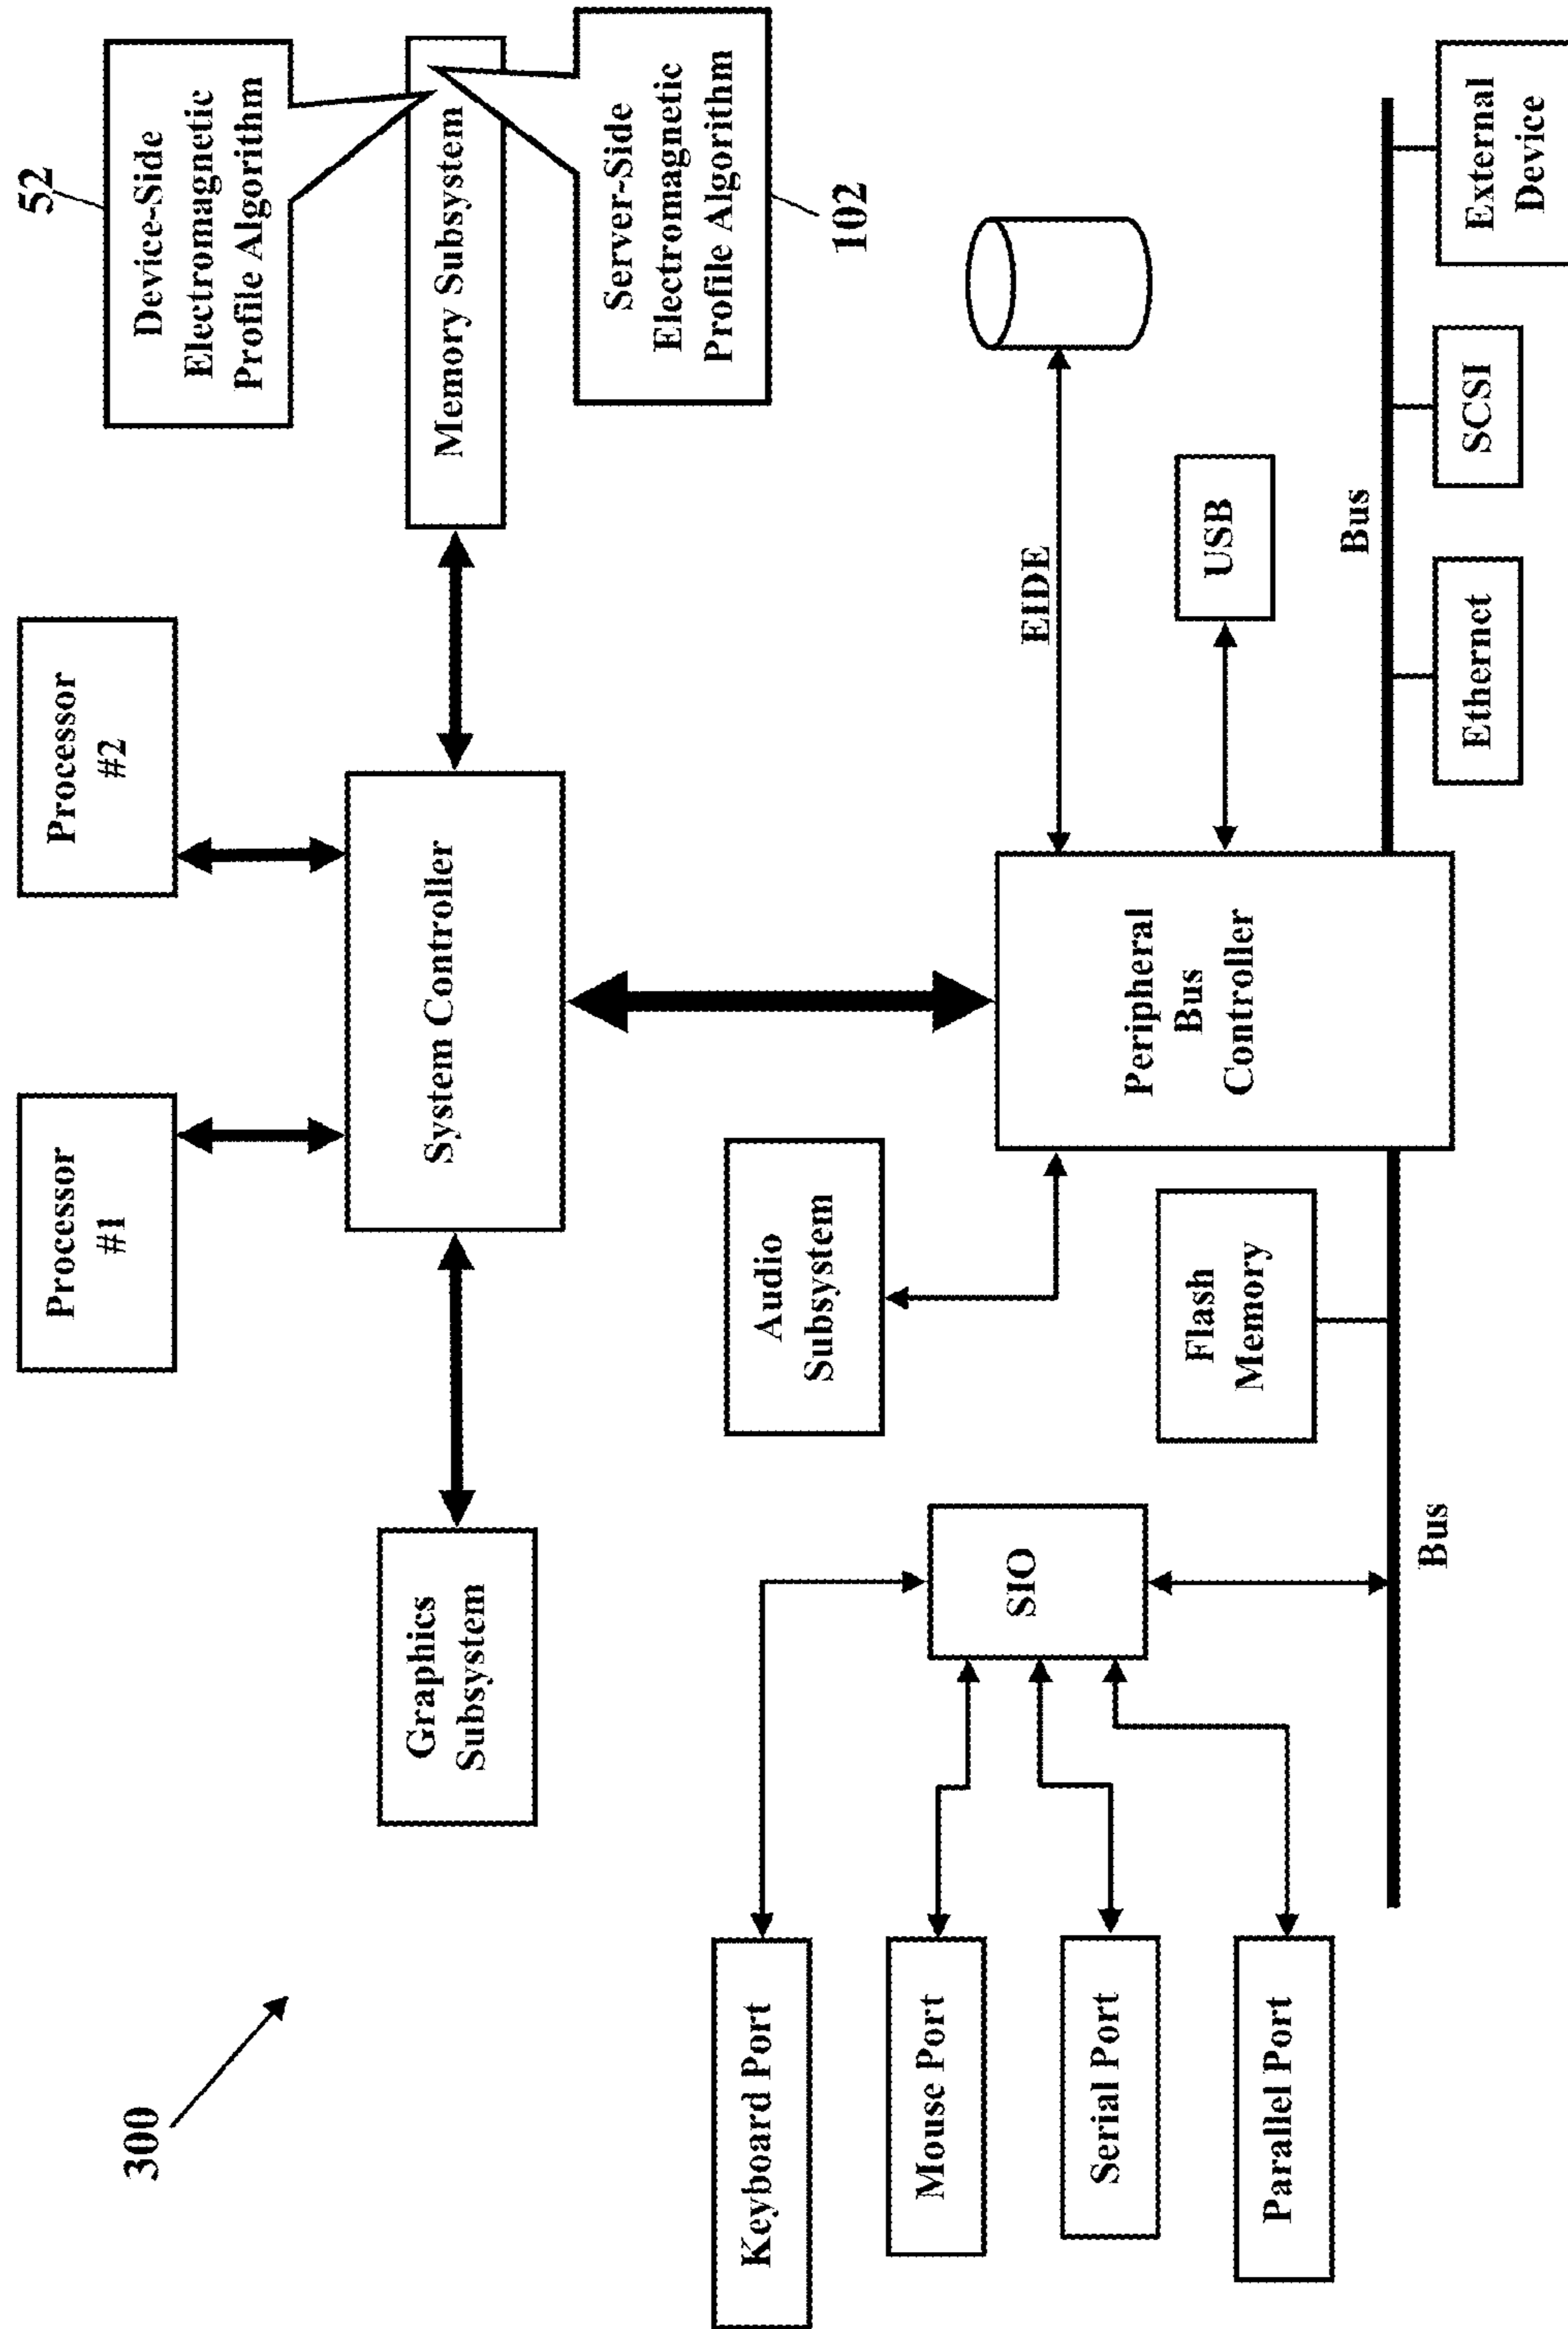 300
52
Device-Side
Electromagnetic
Profile Algorithm
Processor
#1
Processor
#2
Graphics
Subsystem
System Controller
Memory Subsystem
Server-Side
Electromagnetic
Profile Algorithm
102
Keyboard Port
Mouse Port
Serial Port
Parallel Port
SIO
Audio
Subsystem
Flash
Memory
Peripheral
Bus
Controller
EIDE
USB
Bus
Bus
Ethernet
SCSI
External
Device